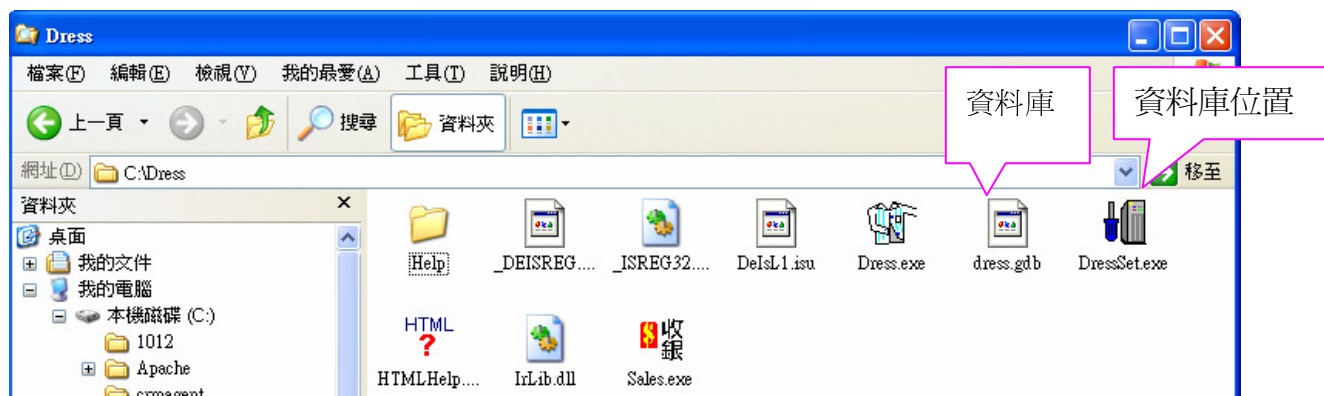 Dress
檔案(F) 編輯(E) 檢視(V) 我的最愛(A) 工具(T) 說明(H)
資料庫
資料庫位置
上一頁 搜尋 資料夾
網址(D) C:\Dress 移至
資料夾 x
桌面
我的文件
我的電腦
本機磁碟 (C:)
1012
Apache
crmagent
Help _DEISREG.... _ISREG32.... DeIsL1.isu Dress.exe dress.gdb DressSet.exe
HTML
?
收
銀
HTMLHelp.... IrLib.dll Sales.exe